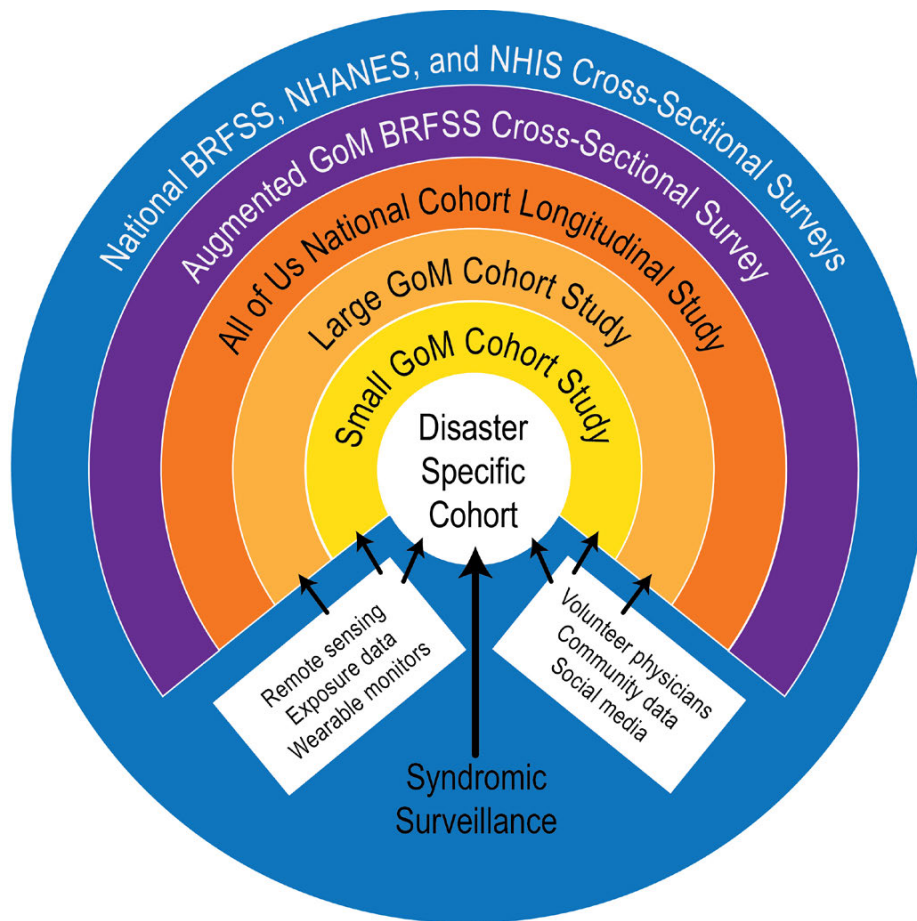 National BRFSS, NHANES, and NHIS Cross-Sectional Surveys
Augmented GoM BRFSS Cross-Sectional Survey
All of Us National Cohort Longitudinal Study
Large GoM Cohort Study
Small GoM Cohort Study
Disaster
Specific
Cohort
Remote sensing
Exposure data
Wearable monitors
Volunteer physicians
Community data
Social media
Syndromic
Surveillance